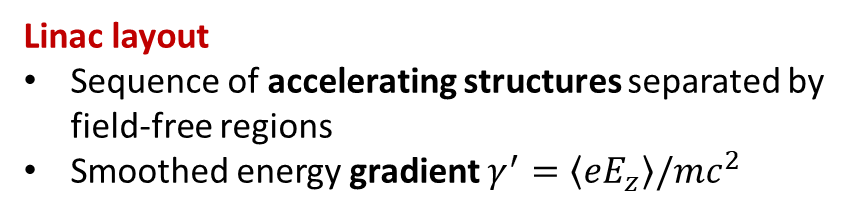 Linac layout
• Sequence of accelerating structures separated by
field-free regions
• Smoothed energy gradient γ′ = ⟨eE_z⟩/mc²